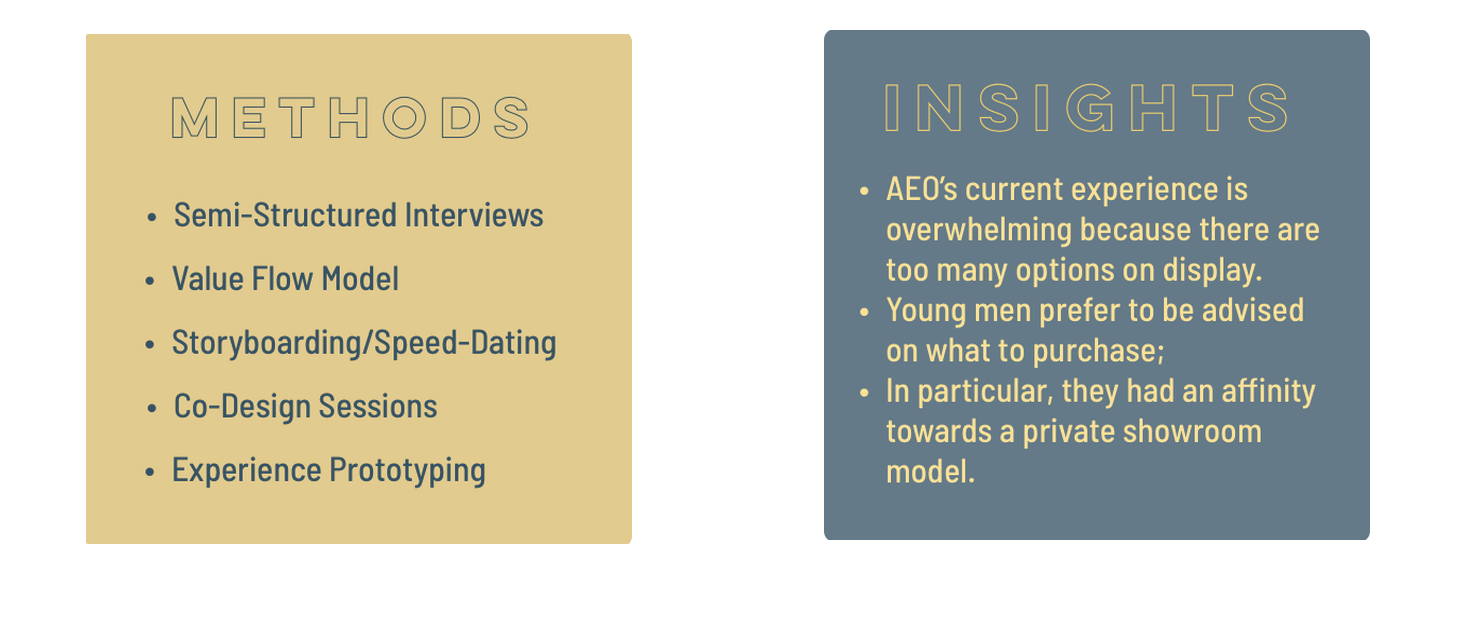 METHODS
• Semi-Structured Interviews
• Value Flow Model
• Storyboarding/Speed-Dating
• Co-Design Sessions
• Experience Prototyping
INSIGHTS
• AEO’s current experience is
overwhelming because there are
too many options on display.
• Young men prefer to be advised
on what to purchase;
• In particular, they had an affinity
towards a private showroom
model.